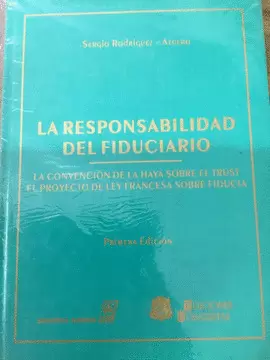 Sergio Rodríguez - Azuero
LA RESPONSABILIDAD
DEL FIDUCIARIO
LA CONVENCIÓN DE LA HAYA SOBRE EL TRUST
EL PROYECTO DE LEY FRANCESA SOBRE FIDUCIA
Primera Edición